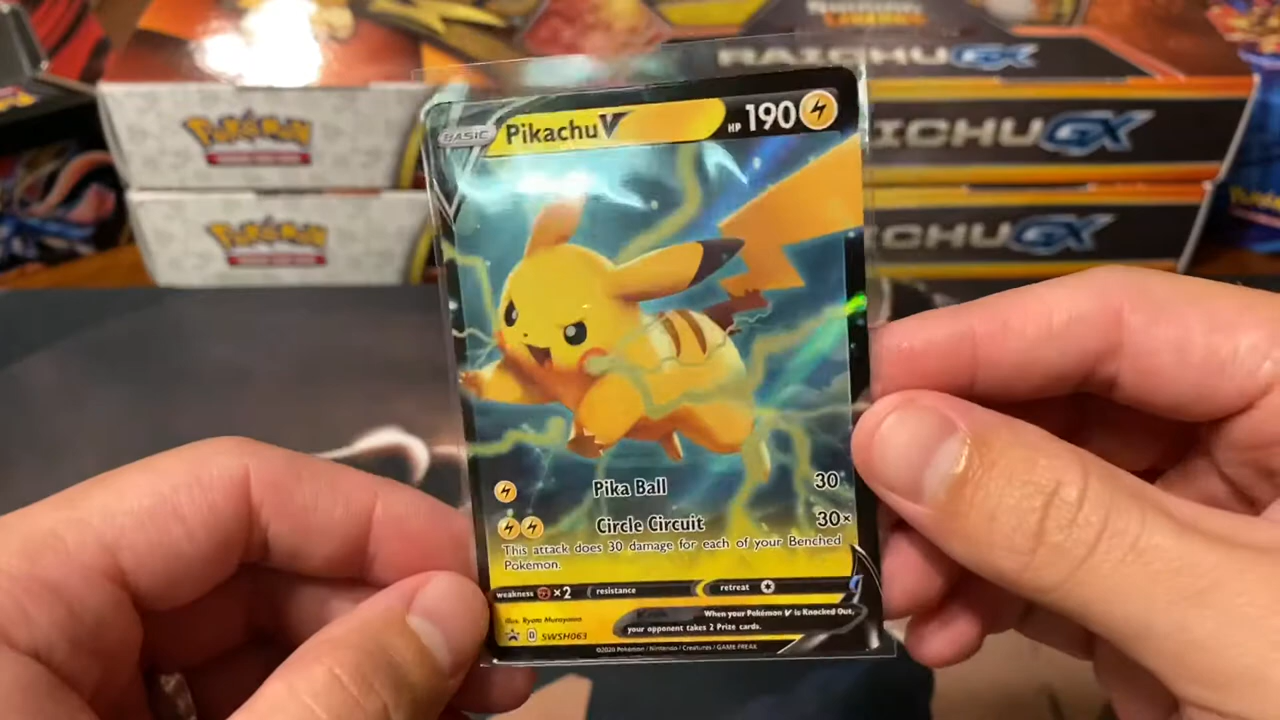 RAICHU GX
Pokémon
ICHU GX
Pokémon
CHU GX
BASIC
Pikachu V
HP 190
Pika Ball 30
Circle Circuit 30×
This attack does 30 damage for each of your Benched
Pokémon.
weakness ×2 resistance retreat
Illus. Ryota Murayama
When your Pokémon V is Knocked Out,
your opponent takes 2 Prize cards.
D SWSH063
©2020 Pokémon / Nintendo / Creatures / GAME FREAK